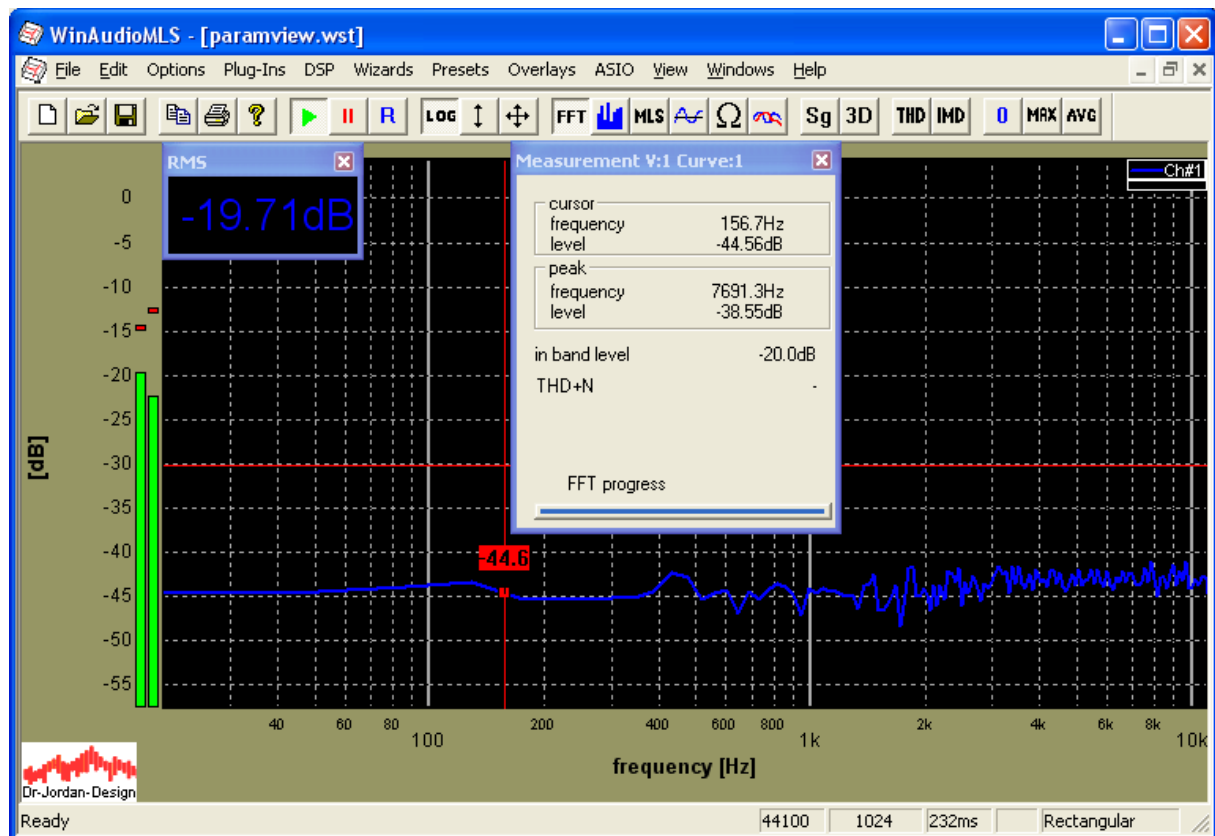 WinAudioMLS - [paramview.wst]
File Edit Options Plug-Ins DSP Wizards Presets Overlays ASIO View Windows Help
R LOG FFT MLS Ω Sg 3D THD IMD 0 MAX AVG
RMS
-19.71dB
Measurement V:1 Curve:1
cursor
frequency 156.7Hz
level -44.56dB
peak
frequency 7691.3Hz
level -38.55dB
in band level -20.0dB
THD+N -
FFT progress
Ch#1
[dB]
0
-5
-10
-15
-20
-25
-30
-35
-40
-45
-50
-55
-44.6
40 60 80 100 200 400 600 800 1k 2k 4k 6k 8k 10k
frequency [Hz]
Dr-Jordan-Design
Ready 44100 1024 232ms Rectangular